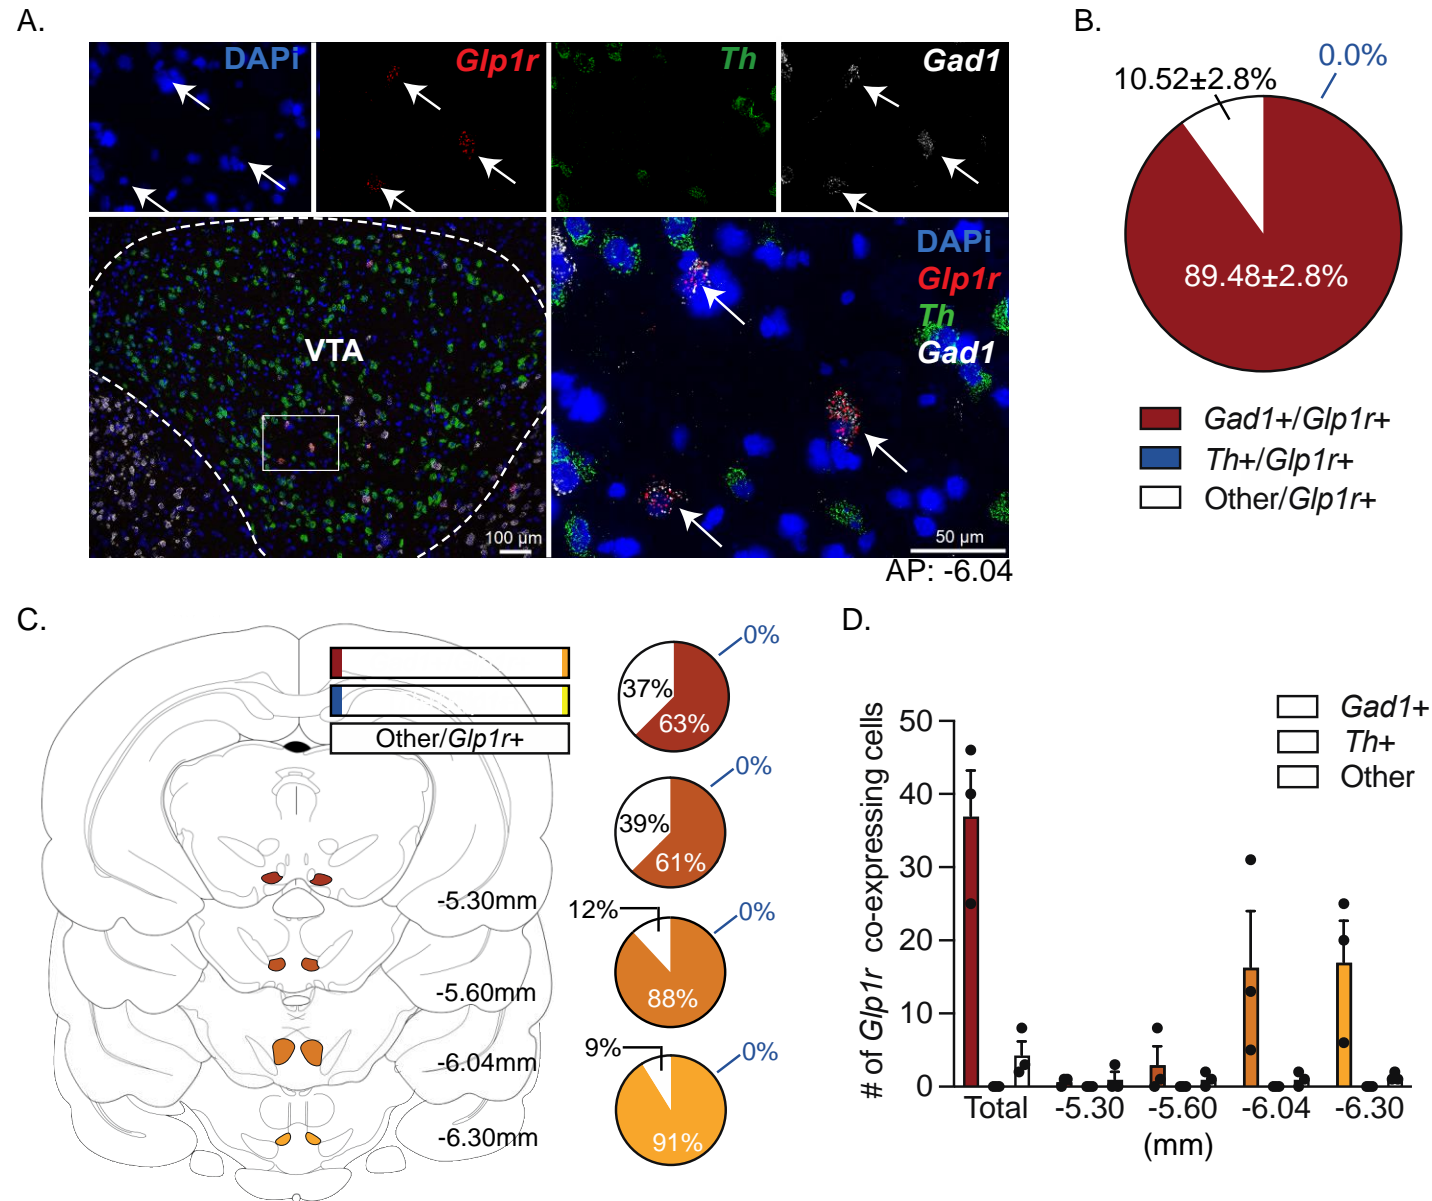 A.
DAPi
Glp1r
Th
Gad1
VTA
100 µm
DAPi
Glp1r
Th
Gad1
50 µm
AP: -6.04
B.
0.0%
10.52±2.8%
89.48±2.8%
Gad1+/Glp1r+
Th+/Glp1r+
Other/Glp1r+
C.
Other/Glp1r+
-5.30mm
-5.60mm
-6.04mm
-6.30mm
0%
37%
63%
0%
39%
61%
0%
12%
88%
0%
9%
91%
D.
# of Glp1r co-expressing cells
50
40
30
20
10
0
Total
-5.30
-5.60
-6.04
-6.30
(mm)
Gad1+
Th+
Other